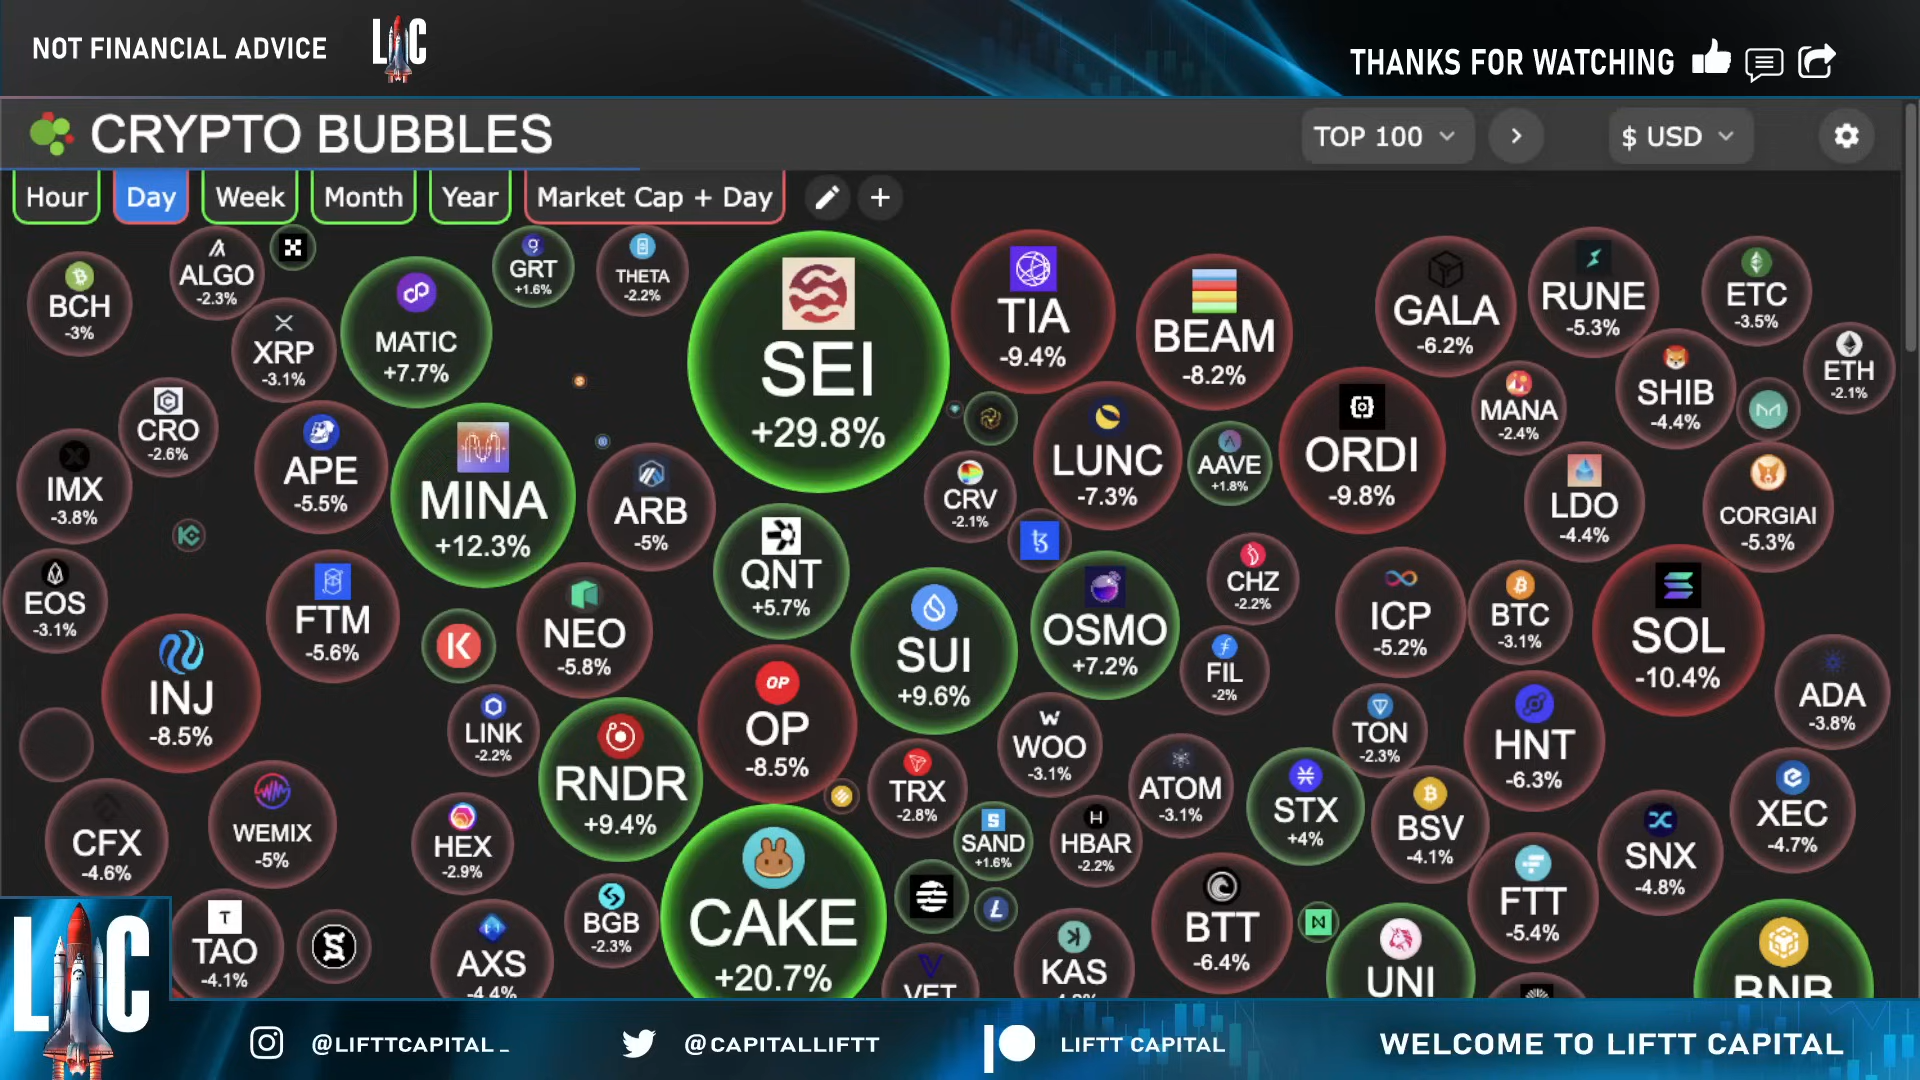 NOT FINANCIAL ADVICE
LC
THANKS FOR WATCHING
CRYPTO BUBBLES
TOP 100
$ USD
Hour
Day
Week
Month
Year
Market Cap + Day
BCH
-3%
ALGO
-2.3%
XRP
-3.1%
MATIC
+7.7%
GRT
+1.6%
THETA
-2.2%
SEI
+29.8%
TIA
-9.4%
BEAM
-8.2%
GALA
-6.2%
RUNE
-5.3%
ETC
-3.5%
ETH
-2.1%
SHIB
-4.4%
MANA
-2.4%
CRO
-2.6%
IMX
-3.8%
APE
-5.5%
MINA
+12.3%
ARB
-5%
CRV
-2.1%
LUNC
-7.3%
AAVE
+1.8%
ORDI
-9.8%
LDO
-4.4%
CORGIAI
-5.3%
EOS
-3.1%
FTM
-5.6%
NEO
-5.8%
QNT
+5.7%
SUI
+9.6%
OSMO
+7.2%
CHZ
-2.2%
FIL
-2%
ICP
-5.2%
BTC
-3.1%
SOL
-10.4%
ADA
-3.8%
INJ
-8.5%
LINK
-2.2%
RNDR
+9.4%
OP
OP
-8.5%
WOO
-3.1%
TRX
-2.8%
ATOM
-3.1%
STX
+4%
TON
-2.3%
HNT
-6.3%
XEC
-4.7%
CFX
-4.6%
WEMIX
-5%
HEX
-2.9%
SAND
+1.6%
HBAR
-2.2%
BSV
-4.1%
SNX
-4.8%
FTT
-5.4%
TAO
-4.1%
AXS
-4.4%
BGB
-2.3%
CAKE
+20.7%
VET
KAS
BTT
-6.4%
UNI
BNB
LC
@LIFTTCAPITAL_
@CAPITALLIFTT
LIFTT CAPITAL
WELCOME TO LIFTT CAPITAL